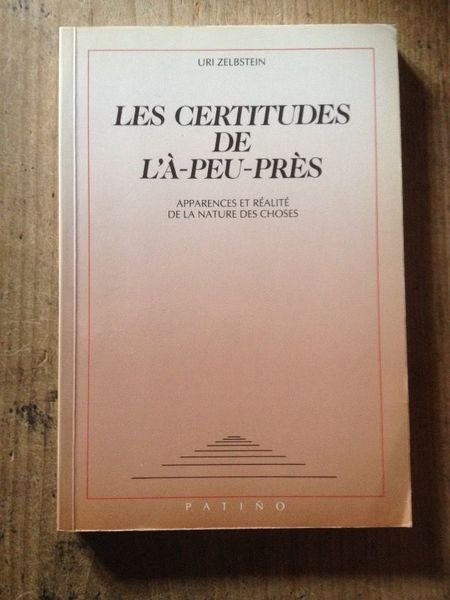 URI ZELBSTEIN
LES CERTITUDES
DE
L'À-PEU-PRÈS
APPARENCES ET RÉALITÉ
DE LA NATURE DES CHOSES
PATIÑO